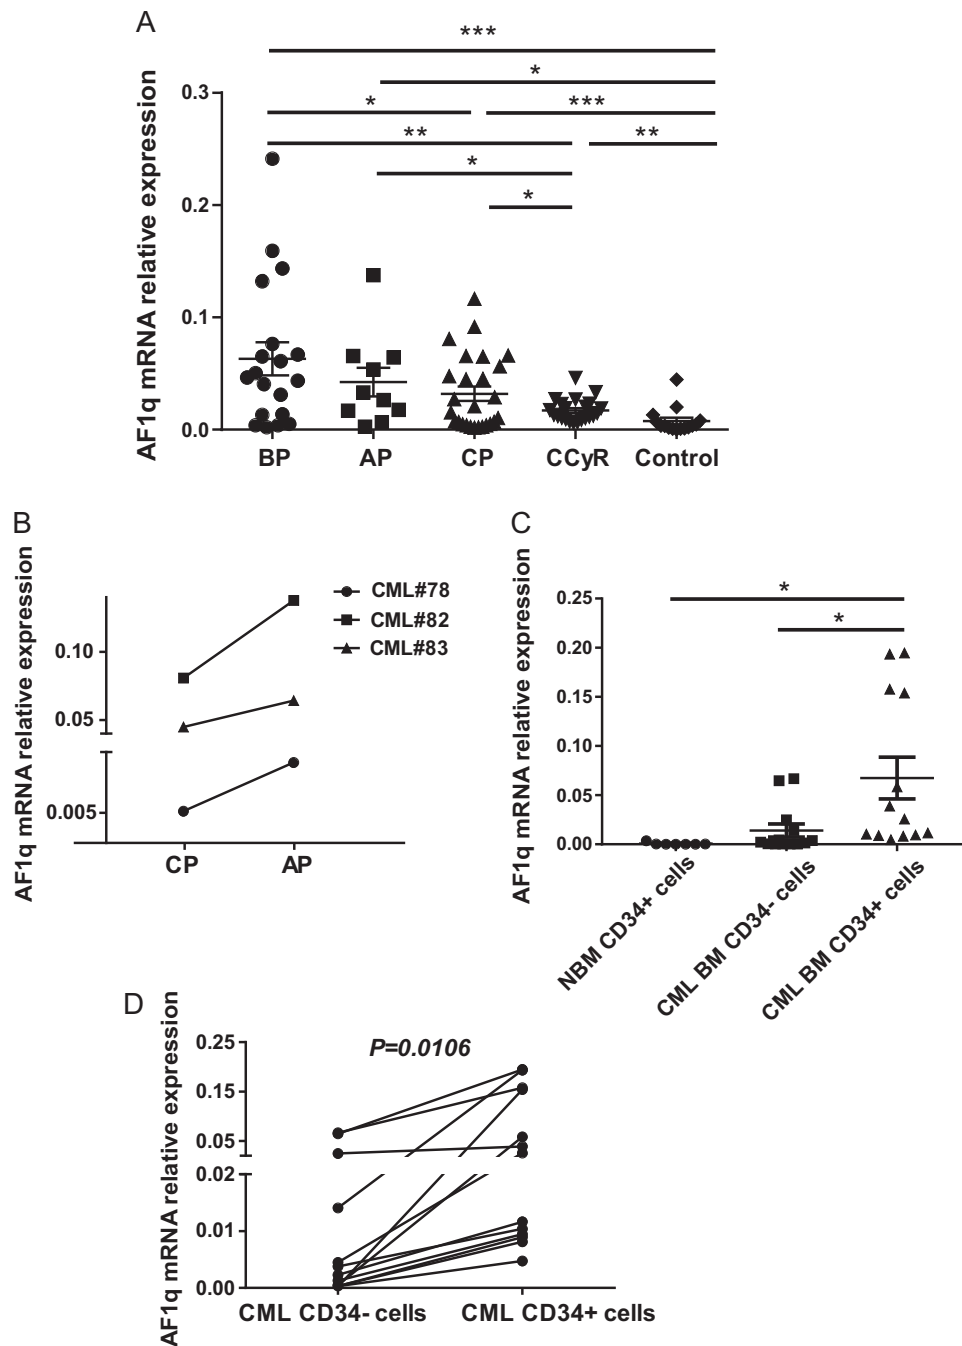 A
AF1q mRNA relative expression
***
*
* ***
** **
*
*
0.3
0.2
0.1
0.0
BP AP CP CCyR Control
B
AF1q mRNA relative expression
CML#78
CML#82
CML#83
0.10
0.05
0.005
CP AP
C
AF1q mRNA relative expression
*
*
0.25
0.20
0.15
0.10
0.05
0.00
NBM CD34+ cells
CML BM CD34- cells
CML BM CD34+ cells
D
AF1q mRNA relative expression
P=0.0106
0.25
0.15
0.05
0.02
0.01
0.00
CML CD34- cells CML CD34+ cells